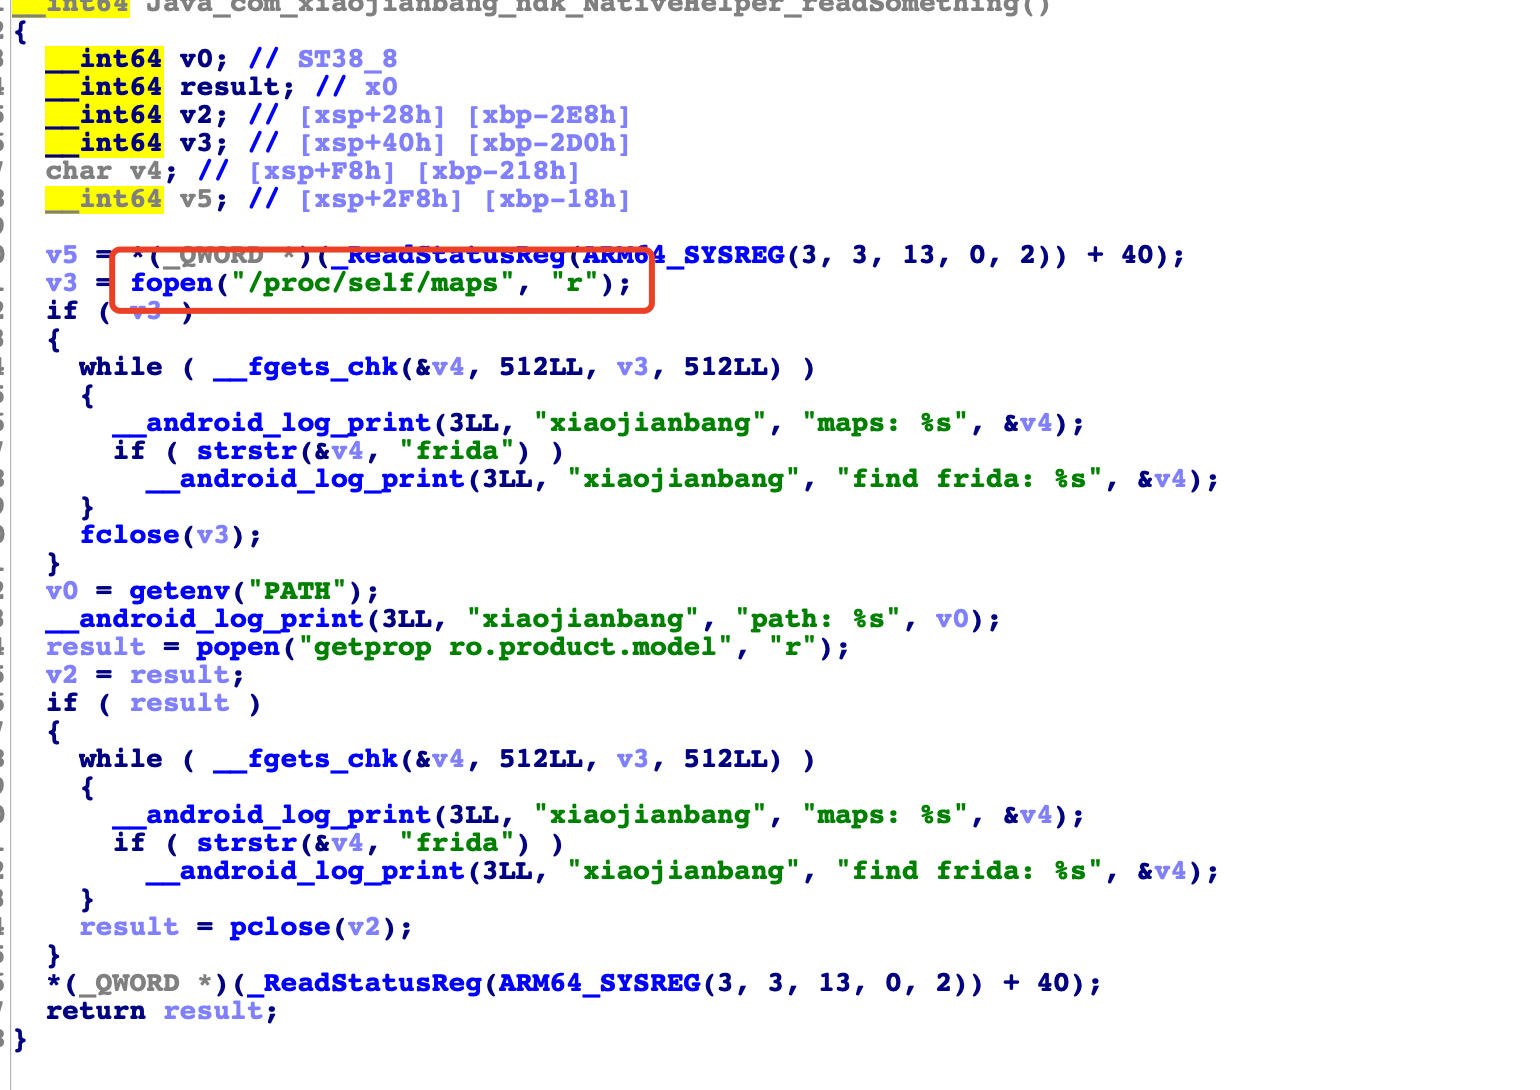 __int64 Java_com_xiaojianbang_ndk_NativeHelper_readSomething()
{
__int64 v0; // ST38_8
__int64 result; // x0
__int64 v2; // [xsp+28h] [xbp-2E8h]
__int64 v3; // [xsp+40h] [xbp-2D0h]
char v4; // [xsp+F8h] [xbp-218h]
__int64 v5; // [xsp+2F8h] [xbp-18h]
v5 = *(_QWORD *)(_ReadStatusReg(ARM64_SYSREG(3, 3, 13, 0, 2)) + 40);
v3 = fopen("/proc/self/maps", "r");
if ( v3 )
{
while ( __fgets_chk(&v4, 512LL, v3, 512LL) )
{
__android_log_print(3LL, "xiaojianbang", "maps: %s", &v4);
if ( strstr(&v4, "frida") )
__android_log_print(3LL, "xiaojianbang", "find frida: %s", &v4);
}
fclose(v3);
}
v0 = getenv("PATH");
__android_log_print(3LL, "xiaojianbang", "path: %s", v0);
result = popen("getprop ro.product.model", "r");
v2 = result;
if ( result )
{
while ( __fgets_chk(&v4, 512LL, v3, 512LL) )
{
__android_log_print(3LL, "xiaojianbang", "maps: %s", &v4);
if ( strstr(&v4, "frida") )
__android_log_print(3LL, "xiaojianbang", "find frida: %s", &v4);
}
result = pclose(v2);
}
*(_QWORD *)(_ReadStatusReg(ARM64_SYSREG(3, 3, 13, 0, 2)) + 40);
return result;
}